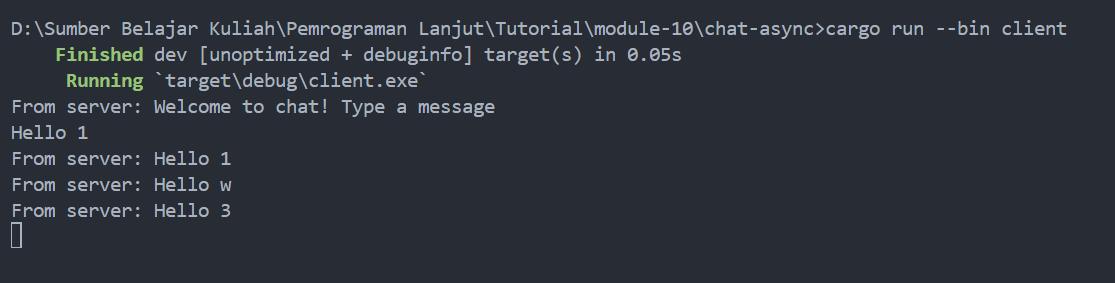 D:\Sumber Belajar Kuliah\Pemrograman Lanjut\Tutorial\module-10\chat-async>cargo run --bin client
Finished dev [unoptimized + debuginfo] target(s) in 0.05s
Running `target\debug\client.exe`
From server: Welcome to chat! Type a message
Hello 1
From server: Hello 1
From server: Hello w
From server: Hello 3